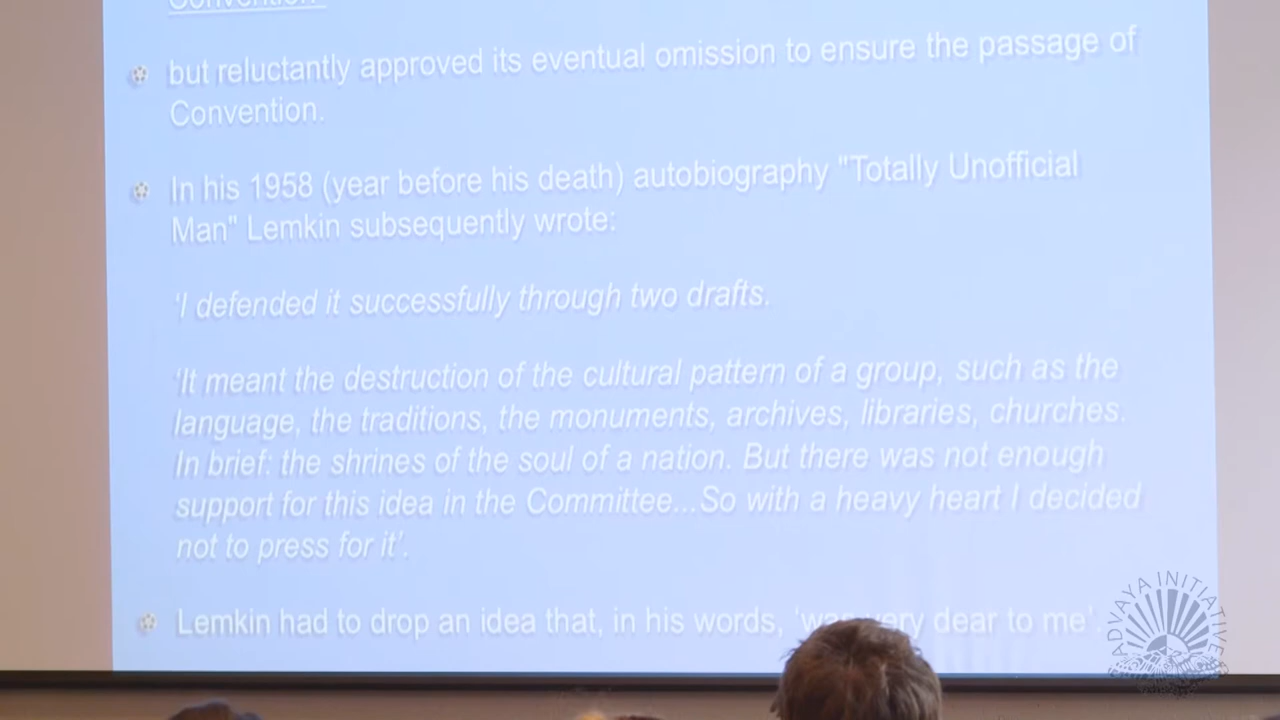 Convention"
but reluctantly approved its eventual omission to ensure the passage of
Convention.
In his 1958 (year before his death) autobiography "Totally Unofficial
Man" Lemkin subsequently wrote:
'I defended it successfully through two drafts.
'It meant the destruction of the cultural pattern of a group, such as the
language, the traditions, the monuments, archives, libraries, churches.
In brief: the shrines of the soul of a nation. But there was not enough
support for this idea in the Committee...So with a heavy heart I decided
not to press for it'.
Lemkin had to drop an idea that, in his words, 'was very dear to me'.
ADVAYA INITIATIVE